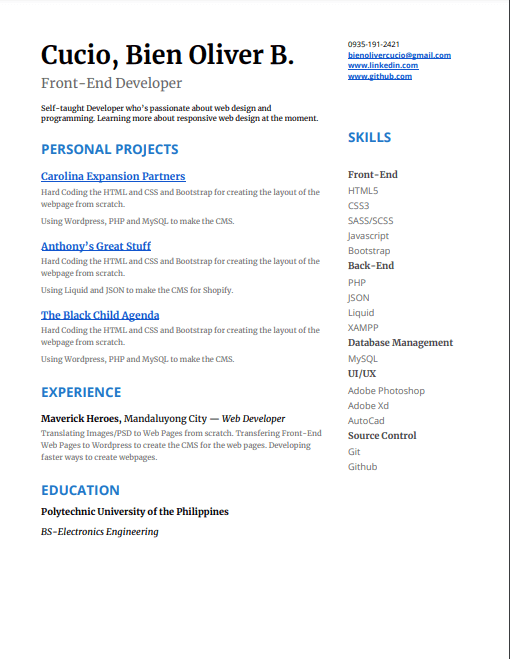 Cucio, Bien Oliver B.
Front-End Developer
Self-taught Developer who's passionate about web design and
programming. Learning more about responsive web design at the moment.
PERSONAL PROJECTS
Carolina Expansion Partners
Hard Coding the HTML and CSS and Bootstrap for creating the layout of the
webpage from scratch.
Using Wordpress, PHP and MySQL to make the CMS.
Anthony's Great Stuff
Hard Coding the HTML and CSS and Bootstrap for creating the layout of the
webpage from scratch.
Using Liquid and JSON to make the CMS for Shopify.
The Black Child Agenda
Hard Coding the HTML and CSS and Bootstrap for creating the layout of the
webpage from scratch.
Using Wordpress, PHP and MySQL to make the CMS.
EXPERIENCE
Maverick Heroes, Mandaluyong City — Web Developer
Translating Images/PSD to Web Pages from scratch. Transfering Front-End
Web Pages to Wordpress to create the CMS for the web pages. Developing
faster ways to create webpages.
EDUCATION
Polytechnic University of the Philippines
BS-Electronics Engineering
0935-191-2421
bienolivercucio@gmail.com
www.linkedin.com
www.github.com
SKILLS
Front-End
HTML5
CSS3
SASS/SCSS
Javascript
Bootstrap
Back-End
PHP
JSON
Liquid
XAMPP
Database Management
MySQL
UI/UX
Adobe Photoshop
Adobe Xd
AutoCad
Source Control
Git
Github